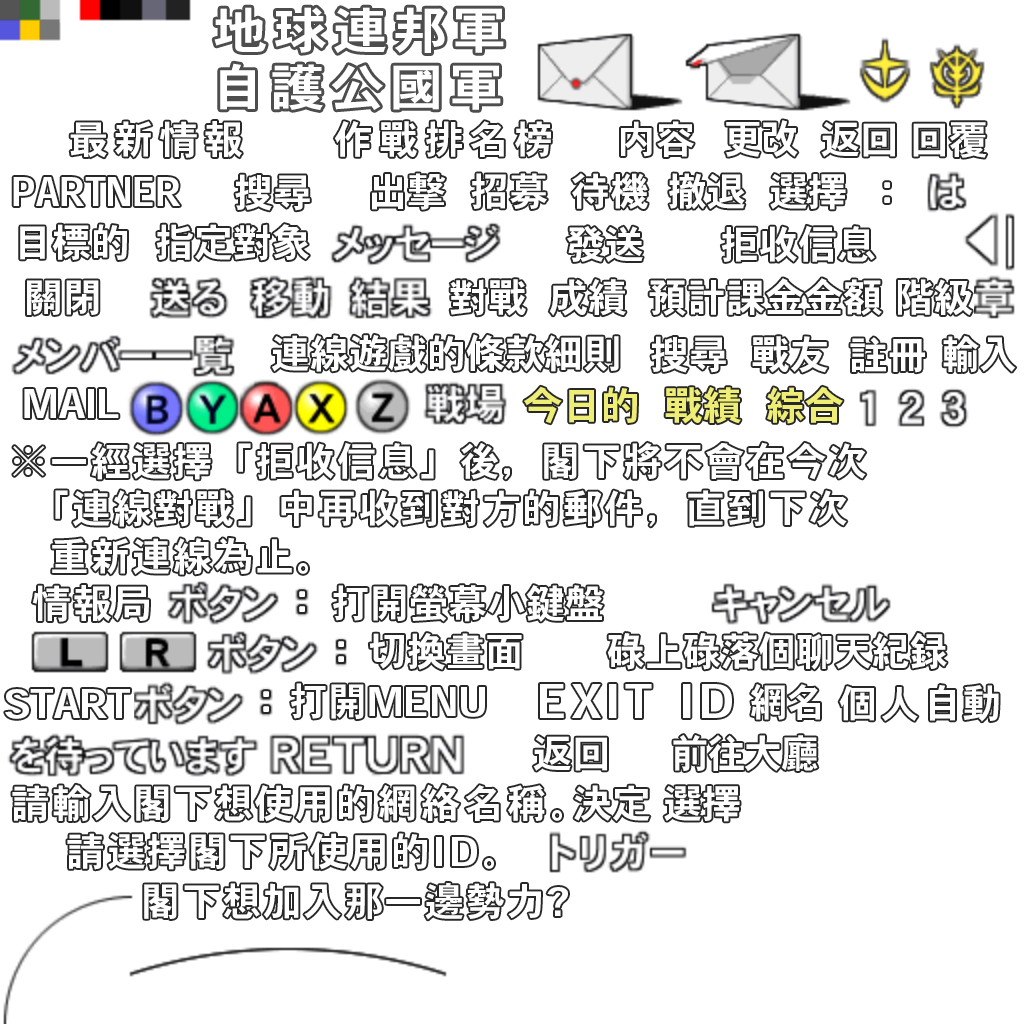 地球連邦軍
自護公國軍
最新情報 作戰排名榜 内容 更改 返回 回覆
PARTNER 搜尋 出擊 招募 待機 撤退 選擇 : は
目標的 指定對象 メッセージ 發送 拒收信息
關閉 送る 移動 結果 對戰 成績 預計課金金額 階級章
メンバー一覧 連線遊戲的條款細則 搜尋 戰友 註冊 輸入
MAIL B Y A X Z 戦場 今日的 戰績 綜合 1 2 3
※一經選擇「拒收信息」後，閣下將不會在今次
「連線對戰」中再收到對方的郵件，直到下次
重新連線為止。
情報局 ボタン : 打開螢幕小鍵盤 キャンセル
L R ボタン : 切換畫面 碌上碌落個聊天紀録
STARTボタン : 打開MENU EXIT ID 網名 個人自動
を待っています RETURN 返回 前往大廳
請輸入閣下想使用的網絡名稱。決定 選擇
請選擇閣下所使用的ID。 トリガー
閣下想加入那一邊勢力？